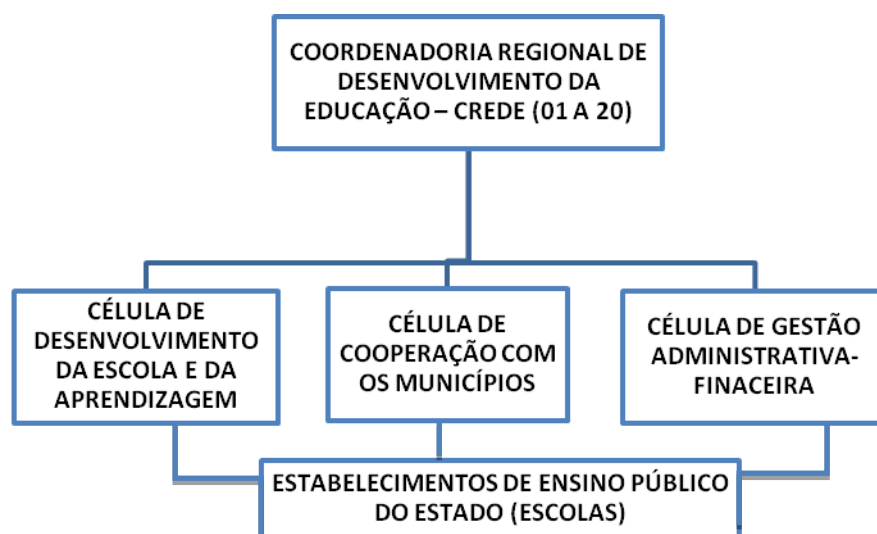 COORDENADORIA REGIONAL DE
DESENVOLVIMENTO DA
EDUCAÇÃO – CREDE (01 A 20)
CÉLULA DE
DESENVOLVIMENTO
DA ESCOLA E DA
APRENDIZAGEM
CÉLULA DE
COOPERAÇÃO COM
OS MUNICÍPIOS
CÉLULA DE GESTÃO
ADMINISTRATIVA-
FINACEIRA
ESTABELECIMENTOS DE ENSINO PÚBLICO
DO ESTADO (ESCOLAS)